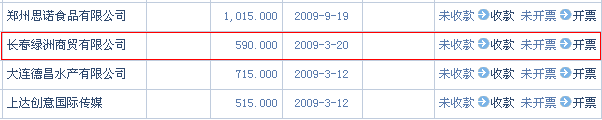 郑州思诺食品有限公司 1,015.000 2009-9-19 未收款 收款 未开票 开票
长春绿洲商贸有限公司 590.000 2009-3-20 未收款 收款 未开票 开票
大连德昌水产有限公司 715.000 2009-3-12 未收款 收款 未开票 开票
上达创意国际传媒 515.000 2009-3-12 未收款 收款 未开票 开票